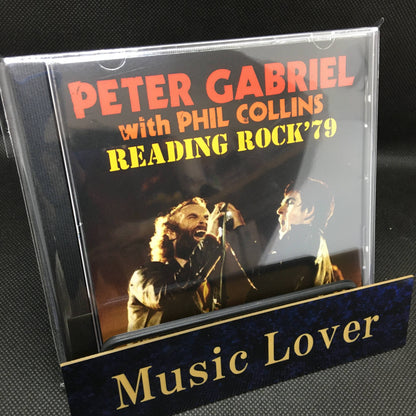 PETER GABRIEL
with PHIL COLLINS
READING ROCK'79
Music Lover